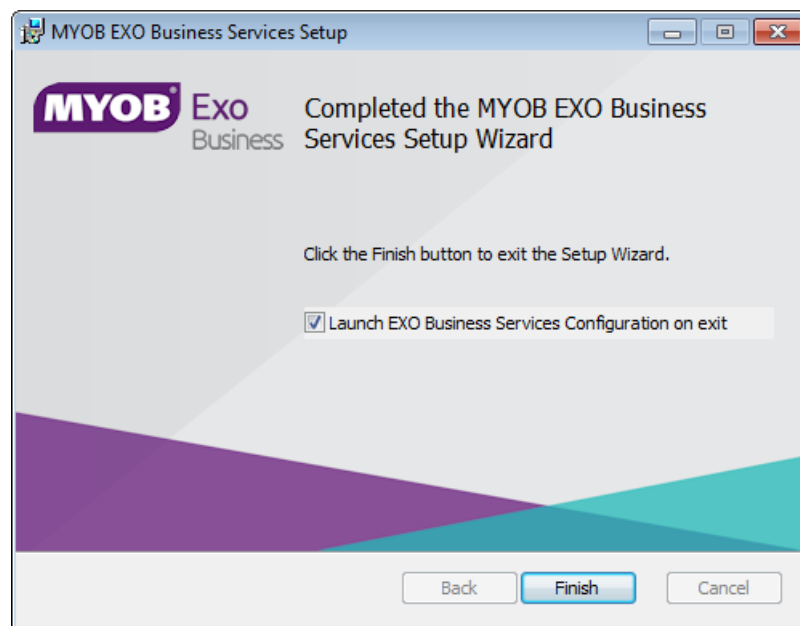 MYOB EXO Business Services Setup
MYOB® Exo
Business
Completed the MYOB EXO Business
Services Setup Wizard
Click the Finish button to exit the Setup Wizard.
Launch EXO Business Services Configuration on exit
Back
Finish
Cancel